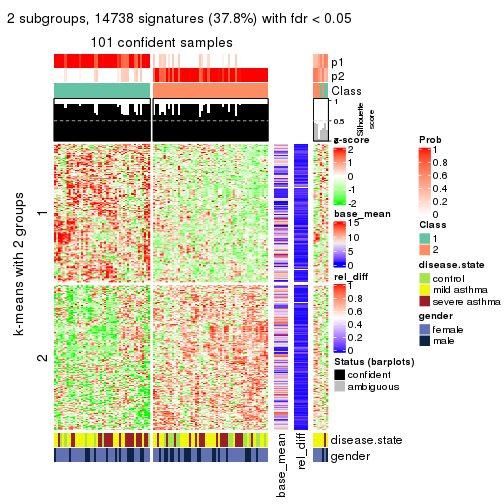 2 subgroups, 14738 signatures (37.8%) with fdr < 0.05
101 confident samples
p1
p2
Class
1
0.5
0
Silhouette
score
k-means with 2 groups
1
2
z-score
2
1
0
-1
-2
base_mean
15
10
5
0
rel_diff
1
0.8
0.6
0.4
0.2
0
Status (barplots)
confident
ambiguous
Prob
1
0.8
0.6
0.4
0.2
0
Class
1
2
disease.state
control
mild asthma
severe asthma
gender
female
male
disease.state
gender
base_mean
rel_diff